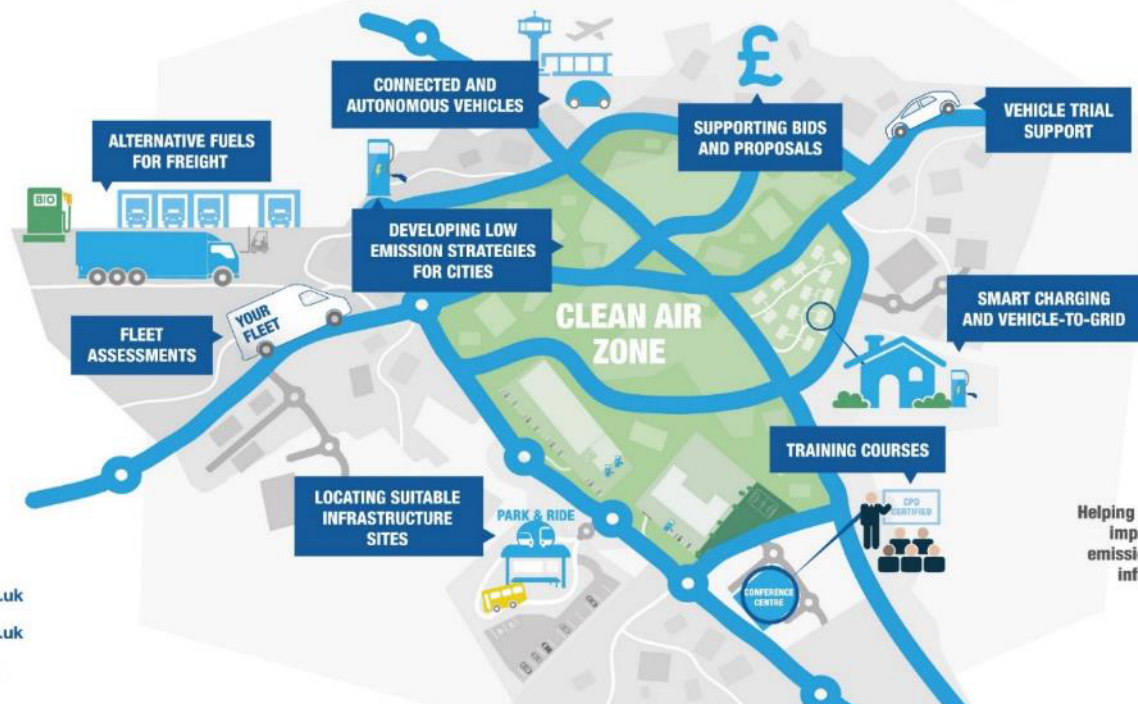 CONNECTED AND
AUTONOMOUS VEHICLES
SUPPORTING BIDS
AND PROPOSALS
VEHICLE TRIAL
SUPPORT
ALTERNATIVE FUELS
FOR FREIGHT
BIO
DEVELOPING LOW
EMISSION STRATEGIES
FOR CITIES
YOUR
FLEET
FLEET
ASSESSMENTS
CLEAN AIR
ZONE
SMART CHARGING
AND VEHICLE-TO-GRID
TRAINING COURSES
CPD
CERTIFIED
LOCATING SUITABLE
INFRASTRUCTURE
SITES
PARK & RIDE
CONFERENCE
CENTRE
Helping
imp
emissi
inf
.uk
.uk
£